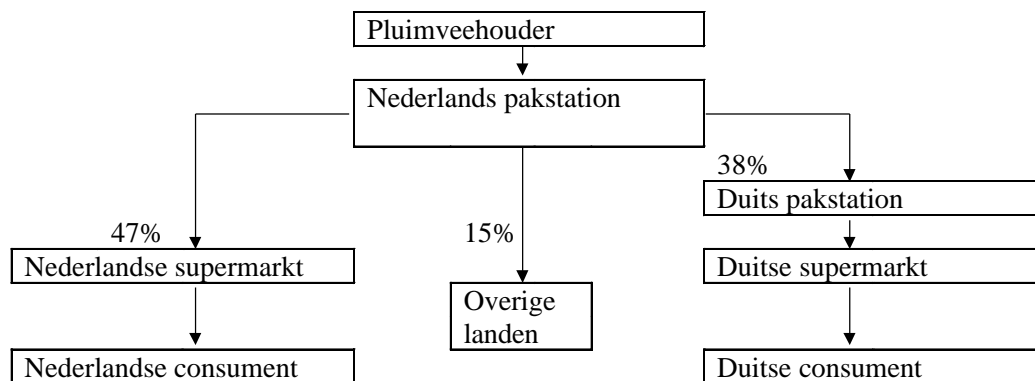 Pluimveehouder
Nederlands pakstation
38%
Duits pakstation
47%
15%
Nederlandse supermarkt
Duitse supermarkt
Overige
landen
Nederlandse consument
Duitse consument